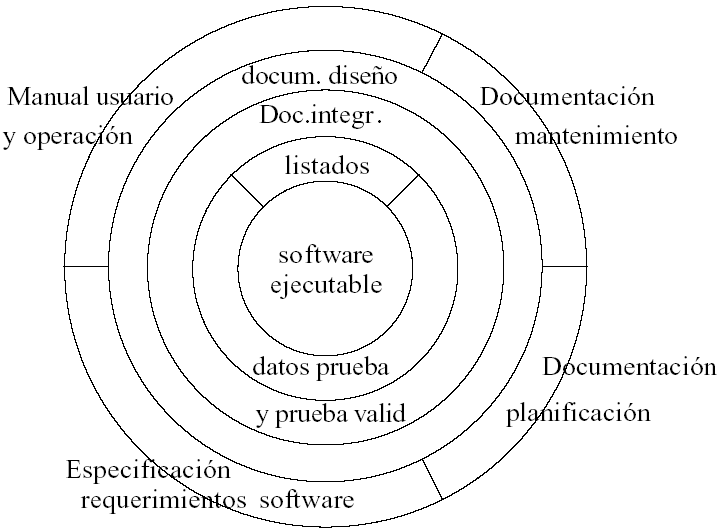 docum. diseño
Manual usuario
y operación
Documentación
mantenimiento
Doc.integr.
listados
software
ejecutable
datos prueba
y prueba valid
Documentación
planificación
Especificación
requerimientos software